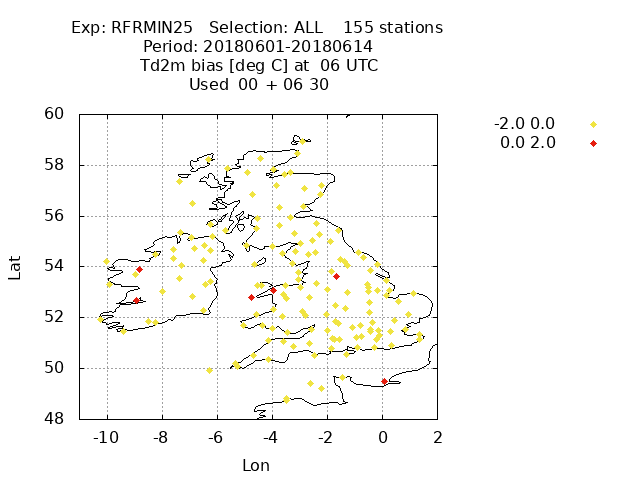 Exp: RFRMIN25 Selection: ALL 155 stations
Period: 20180601-20180614
Td2m bias [deg C] at 06 UTC
Used 00 + 06 30
-2.0 0.0
0.0 2.0
60
58
56
54
52
50
48
Lat
-10 -8 -6 -4 -2 0 2
Lon